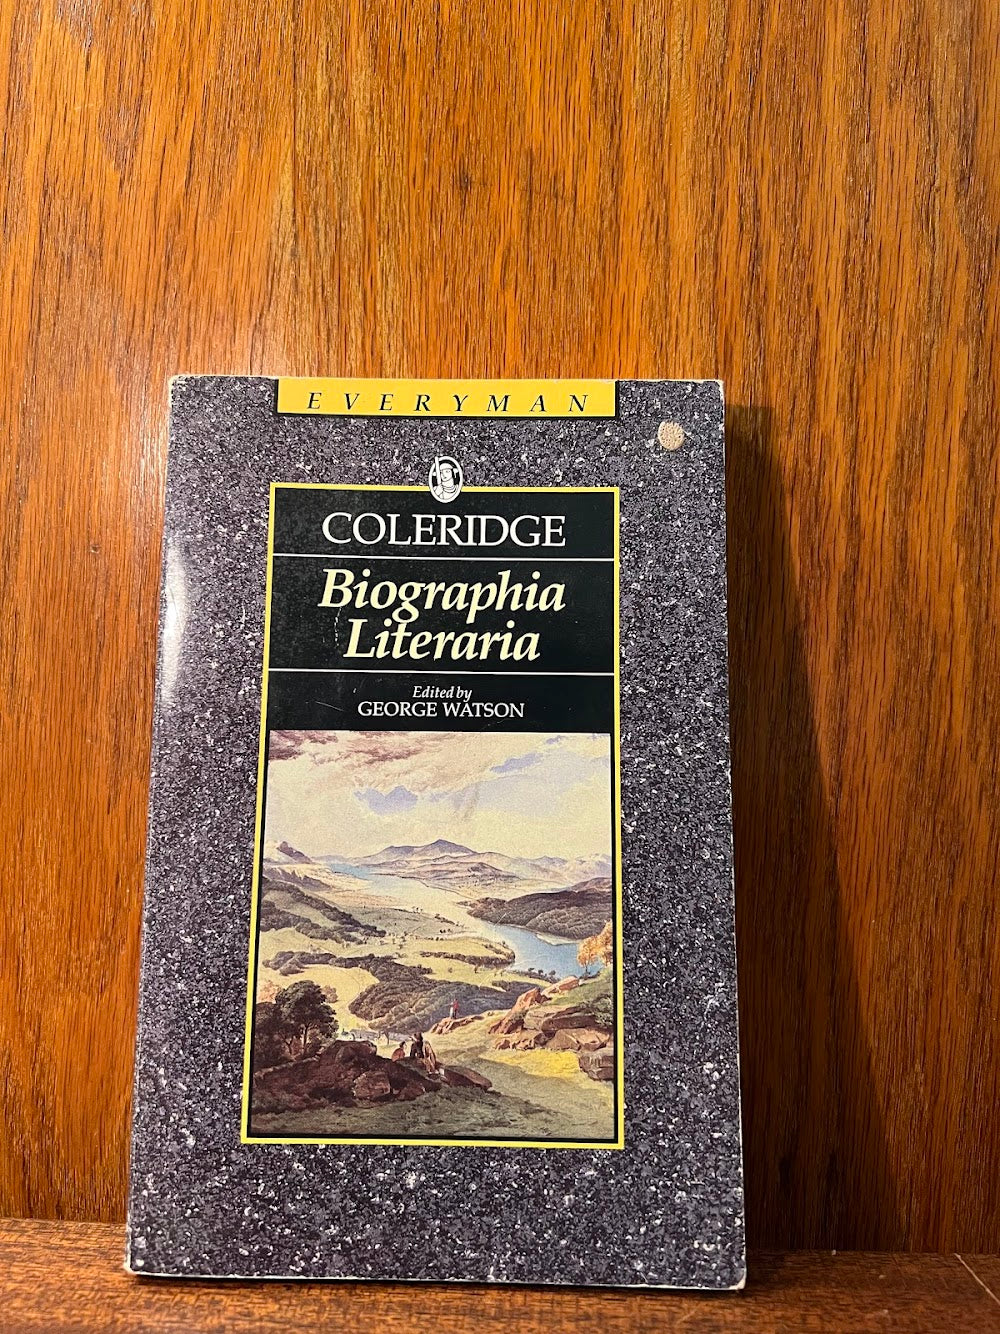 EVERYMAN
COLERIDGE
Biographia
Literaria
Edited by
GEORGE WATSON